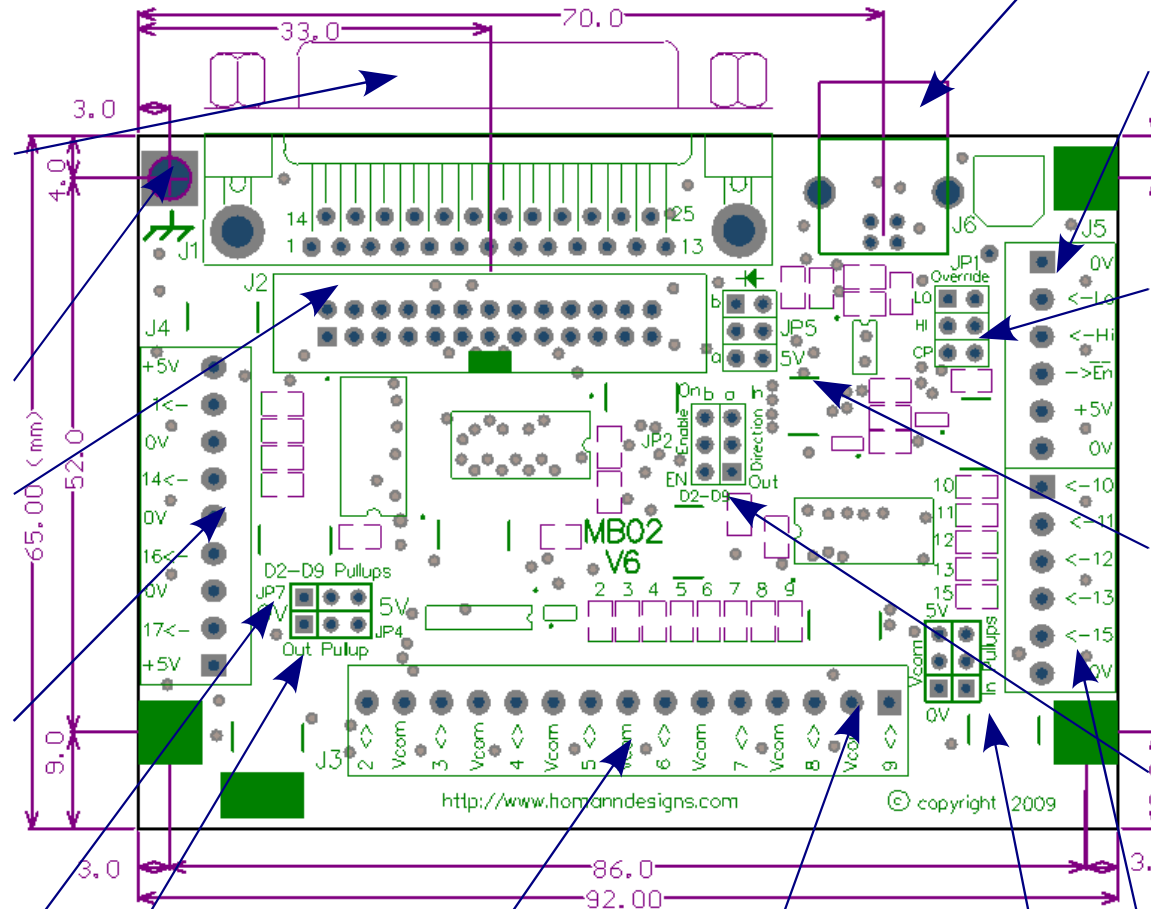 70.0
33.0
3.0
4.0
52.0
65.00 (mm)
9.0
3.0
86.0
92.00
3.
J1
14
25
1
13
J6
J5
J2
b
a
JP5
5V
JP1
Override
LO
HI
CP
0V
<-Lo
<-Hi
->En
+5V
0V
<-10
<-11
<-12
<-13
<-15
0V
J4
+5V
1<-
0V
14<-
0V
16<-
0V
17<-
+5V
On b a In
Enable
Direction
JP2
EN
Out
D2-D9
MB02
V6
10
11
12
13
15
D2-D9 Pullups
JP7
V
5V
JP4
Out Pullup
2 3 4 5 6 7 8 9
5V
Vcom
In Pullups
0V
J3
2 <>
Vcom
3 <>
Vcom
4 <>
Vcom
5 <>
Vcom
6 <>
Vcom
7 <>
Vcom
8 <>
Vcom
9 <>
http://www.homanndesigns.com
© copyright 2009